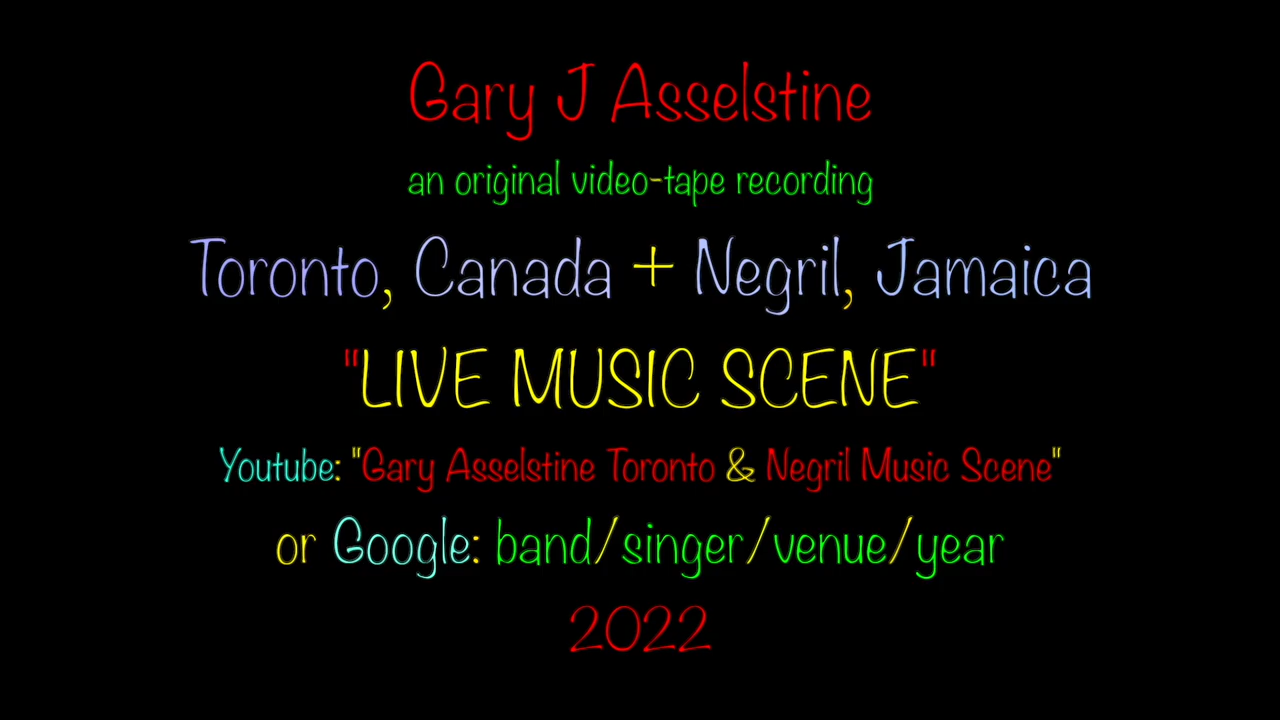 Gary J Asselstine
an original video-tape recording
Toronto, Canada + Negril, Jamaica
"LIVE MUSIC SCENE"
Youtube: "Gary Asselstine Toronto & Negril Music Scene"
or Google: band/singer/venue/year
2022